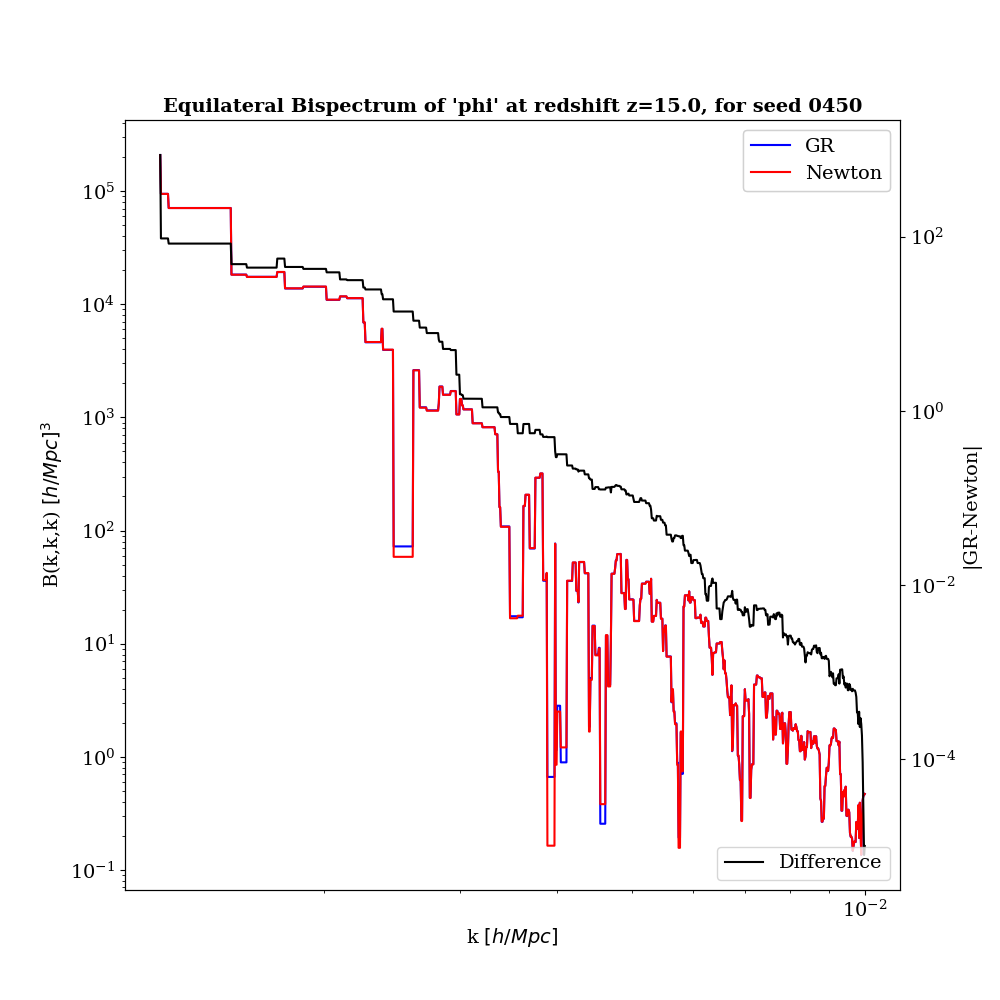 Equilateral Bispectrum of 'phi' at redshift z=15.0, for seed 0450
GR
Newton
10^5
10^4
10^3
10^2
10^1
10^0
10^{-1}
B(k,k,k) [h/Mpc]^3
10^2
10^0
10^{-2}
10^{-4}
|GR-Newton|
Difference
10^{-2}
k [h/Mpc]